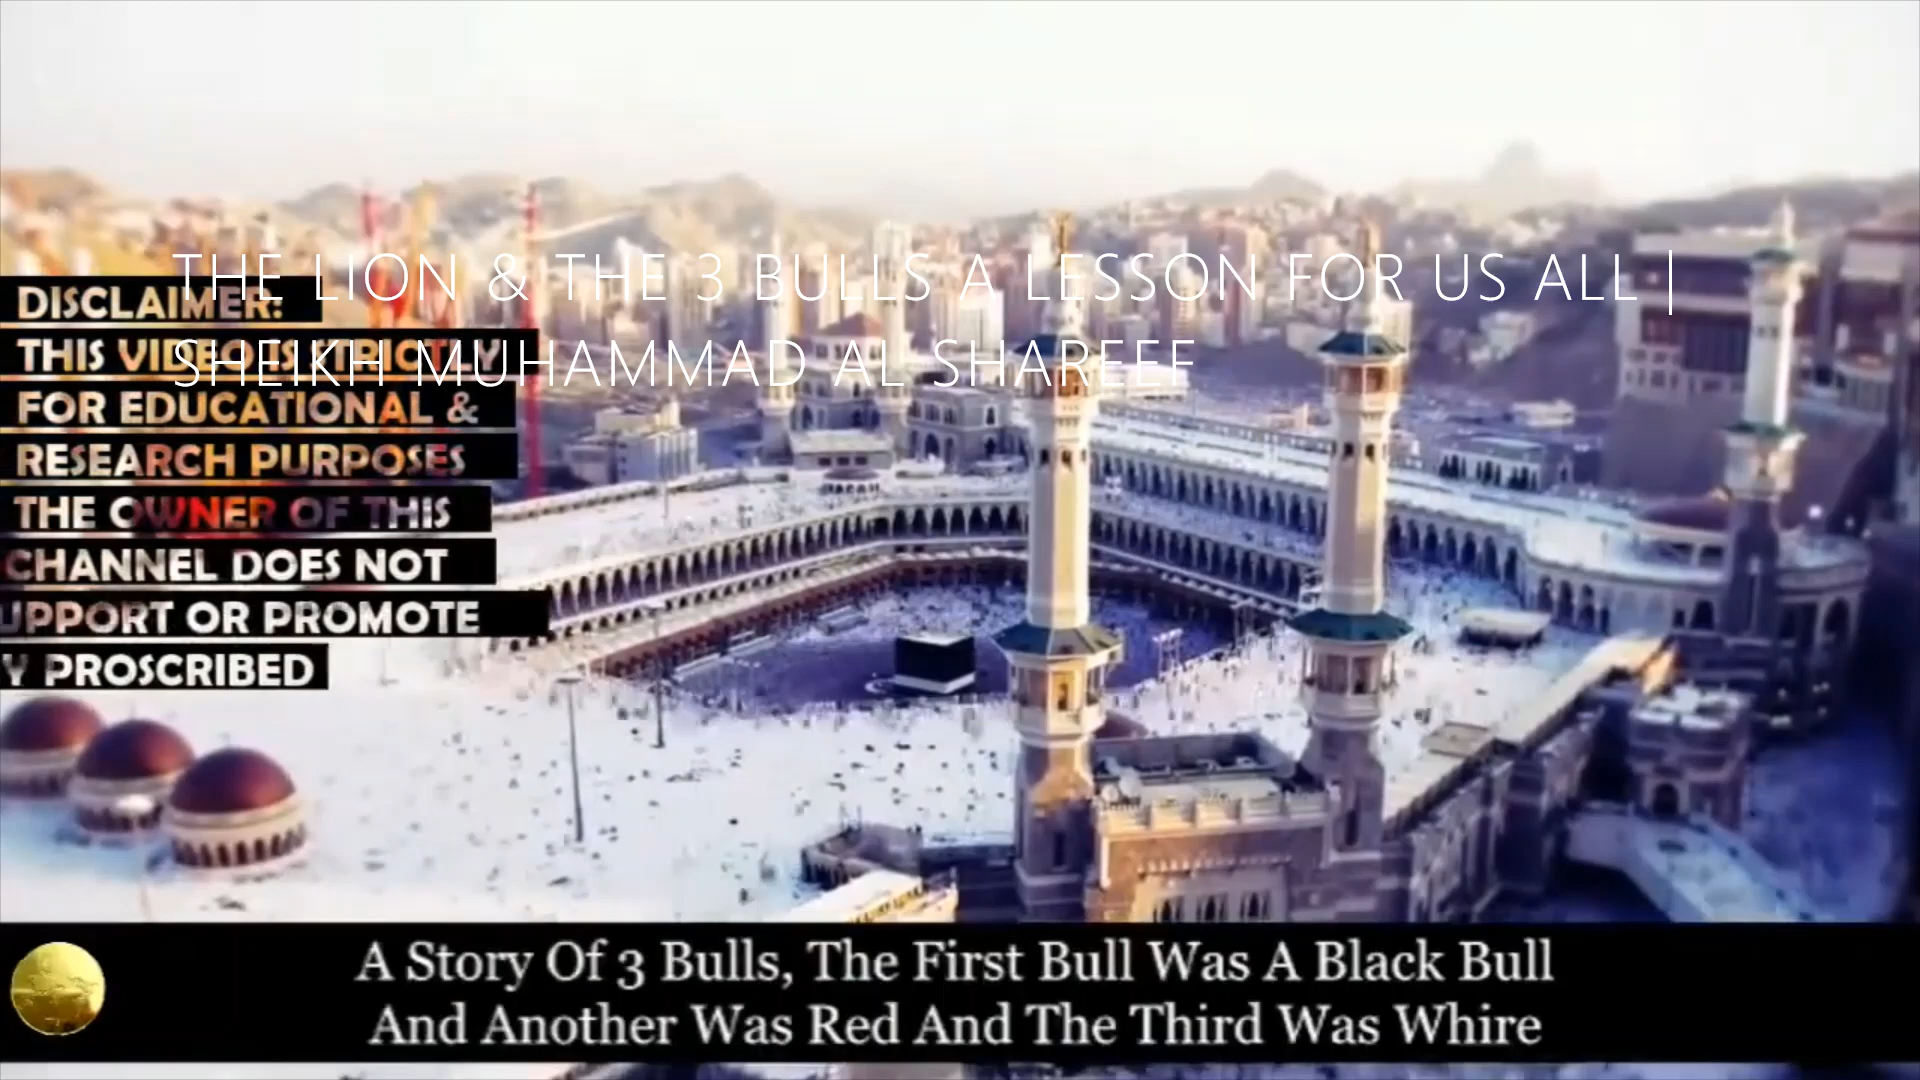 THE LION & THE 3 BULLS A LESSON FOR US ALL |
SHEIKH MUHAMMAD AL SHAREEF
DISCLAIMER:
THIS VIDEO IS STRICTLY
FOR EDUCATIONAL &
RESEARCH PURPOSES
THE OWNER OF THIS
CHANNEL DOES NOT
UPPORT OR PROMOTE
Y PROSCRIBED
A Story Of 3 Bulls, The First Bull Was A Black Bull
And Another Was Red And The Third Was Whire